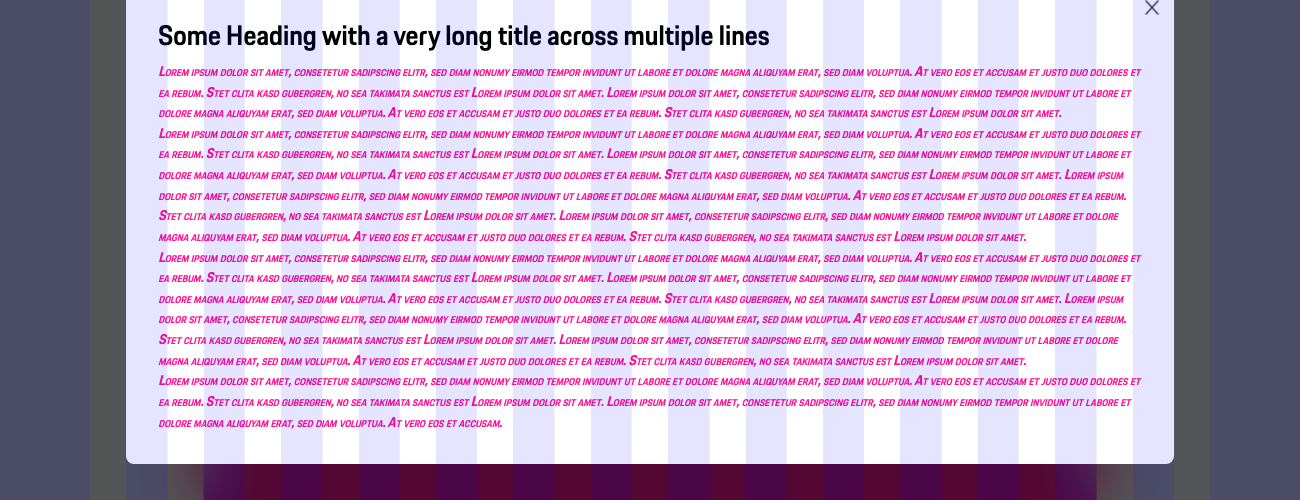 Some Heading with a very long title across multiple lines
Lorem ipsum dolor sit amet, consetetur sadipscing elitr, sed diam nonumy eirmod tempor invidunt ut labore et dolore magna aliquyam erat, sed diam voluptua. At vero eos et accusam et justo duo dolores et
ea rebum. Stet clita kasd gubergren, no sea takimata sanctus est Lorem ipsum dolor sit amet. Lorem ipsum dolor sit amet, consetetur sadipscing elitr, sed diam nonumy eirmod tempor invidunt ut labore et
dolore magna aliquyam erat, sed diam voluptua. At vero eos et accusam et justo duo dolores et ea rebum. Stet clita kasd gubergren, no sea takimata sanctus est Lorem ipsum dolor sit amet.
Lorem ipsum dolor sit amet, consetetur sadipscing elitr, sed diam nonumy eirmod tempor invidunt ut labore et dolore magna aliquyam erat, sed diam voluptua. At vero eos et accusam et justo duo dolores et
ea rebum. Stet clita kasd gubergren, no sea takimata sanctus est Lorem ipsum dolor sit amet. Lorem ipsum dolor sit amet, consetetur sadipscing elitr, sed diam nonumy eirmod tempor invidunt ut labore et
dolore magna aliquyam erat, sed diam voluptua. At vero eos et accusam et justo duo dolores et ea rebum. Stet clita kasd gubergren, no sea takimata sanctus est Lorem ipsum dolor sit amet. Lorem ipsum
dolor sit amet, consetetur sadipscing elitr, sed diam nonumy eirmod tempor invidunt ut labore et dolore magna aliquyam erat, sed diam voluptua. At vero eos et accusam et justo duo dolores et ea rebum.
Stet clita kasd gubergren, no sea takimata sanctus est Lorem ipsum dolor sit amet. Lorem ipsum dolor sit amet, consetetur sadipscing elitr, sed diam nonumy eirmod tempor invidunt ut labore et dolore
magna aliquyam erat, sed diam voluptua. At vero eos et accusam et justo duo dolores et ea rebum. Stet clita kasd gubergren, no sea takimata sanctus est Lorem ipsum dolor sit amet.
Lorem ipsum dolor sit amet, consetetur sadipscing elitr, sed diam nonumy eirmod tempor invidunt ut labore et dolore magna aliquyam erat, sed diam voluptua. At vero eos et accusam et justo duo dolores et
ea rebum. Stet clita kasd gubergren, no sea takimata sanctus est Lorem ipsum dolor sit amet. Lorem ipsum dolor sit amet, consetetur sadipscing elitr, sed diam nonumy eirmod tempor invidunt ut labore et
dolore magna aliquyam erat, sed diam voluptua. At vero eos et accusam et justo duo dolores et ea rebum. Stet clita kasd gubergren, no sea takimata sanctus est Lorem ipsum dolor sit amet. Lorem ipsum
dolor sit amet, consetetur sadipscing elitr, sed diam nonumy eirmod tempor invidunt ut labore et dolore magna aliquyam erat, sed diam voluptua. At vero eos et accusam et justo duo dolores et ea rebum.
Stet clita kasd gubergren, no sea takimata sanctus est Lorem ipsum dolor sit amet. Lorem ipsum dolor sit amet, consetetur sadipscing elitr, sed diam nonumy eirmod tempor invidunt ut labore et dolore
magna aliquyam erat, sed diam voluptua. At vero eos et accusam et justo duo dolores et ea rebum. Stet clita kasd gubergren, no sea takimata sanctus est Lorem ipsum dolor sit amet.
Lorem ipsum dolor sit amet, consetetur sadipscing elitr, sed diam nonumy eirmod tempor invidunt ut labore et dolore magna aliquyam erat, sed diam voluptua. At vero eos et accusam et justo duo dolores et
ea rebum. Stet clita kasd gubergren, no sea takimata sanctus est Lorem ipsum dolor sit amet. Lorem ipsum dolor sit amet, consetetur sadipscing elitr, sed diam nonumy eirmod tempor invidunt ut labore et
dolore magna aliquyam erat, sed diam voluptua. At vero eos et accusam.